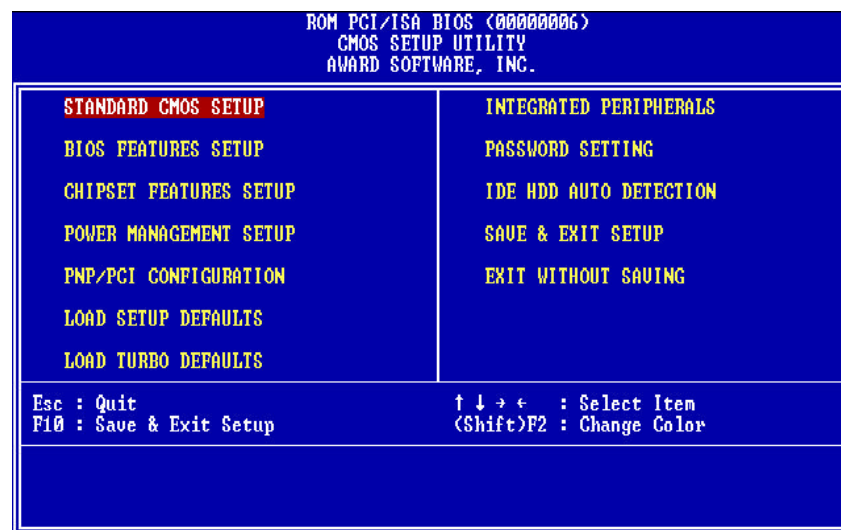 ROM PCI/ISA BIOS (00000006)
CMOS SETUP UTILITY
AWARD SOFTWARE, INC.
STANDARD CMOS SETUP
BIOS FEATURES SETUP
CHIPSET FEATURES SETUP
POWER MANAGEMENT SETUP
PNP/PCI CONFIGURATION
LOAD SETUP DEFAULTS
LOAD TURBO DEFAULTS
INTEGRATED PERIPHERALS
PASSWORD SETTING
IDE HDD AUTO DETECTION
SAVE & EXIT SETUP
EXIT WITHOUT SAVING
Esc : Quit
F10 : Save & Exit Setup
↑ ↓ → ← : Select Item
(Shift)F2 : Change Color